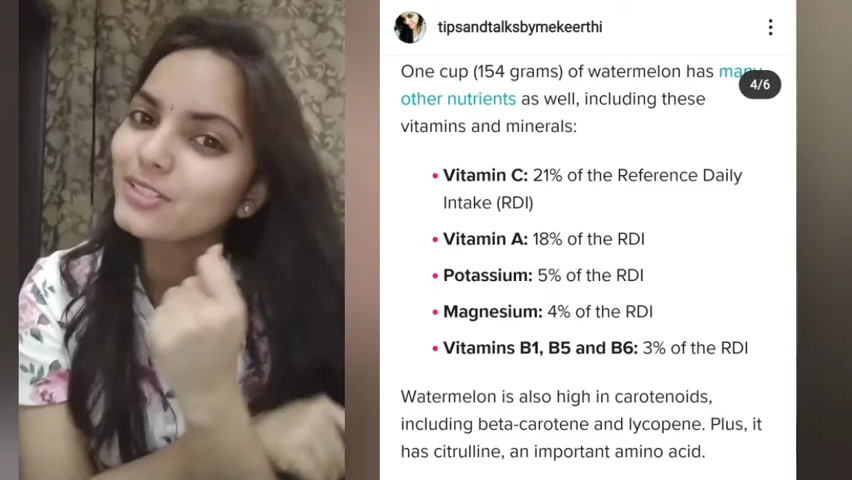 tipsandtalksbymekeerthi
One cup (154 grams) of watermelon has many
4/6
other nutrients as well, including these
vitamins and minerals:
• Vitamin C: 21% of the Reference Daily
Intake (RDI)
• Vitamin A: 18% of the RDI
• Potassium: 5% of the RDI
• Magnesium: 4% of the RDI
• Vitamins B1, B5 and B6: 3% of the RDI
Watermelon is also high in carotenoids,
including beta-carotene and lycopene. Plus, it
has citrulline, an important amino acid.